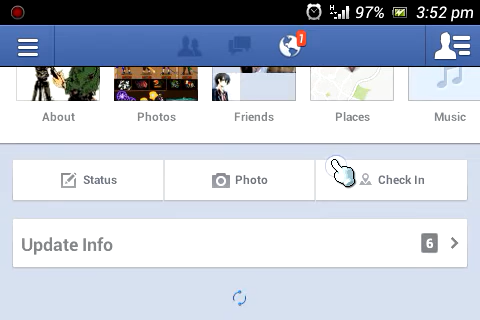 97% 3:52 pm
1
About Photos Friends Places Music
Status Photo Check In
Update Info 6